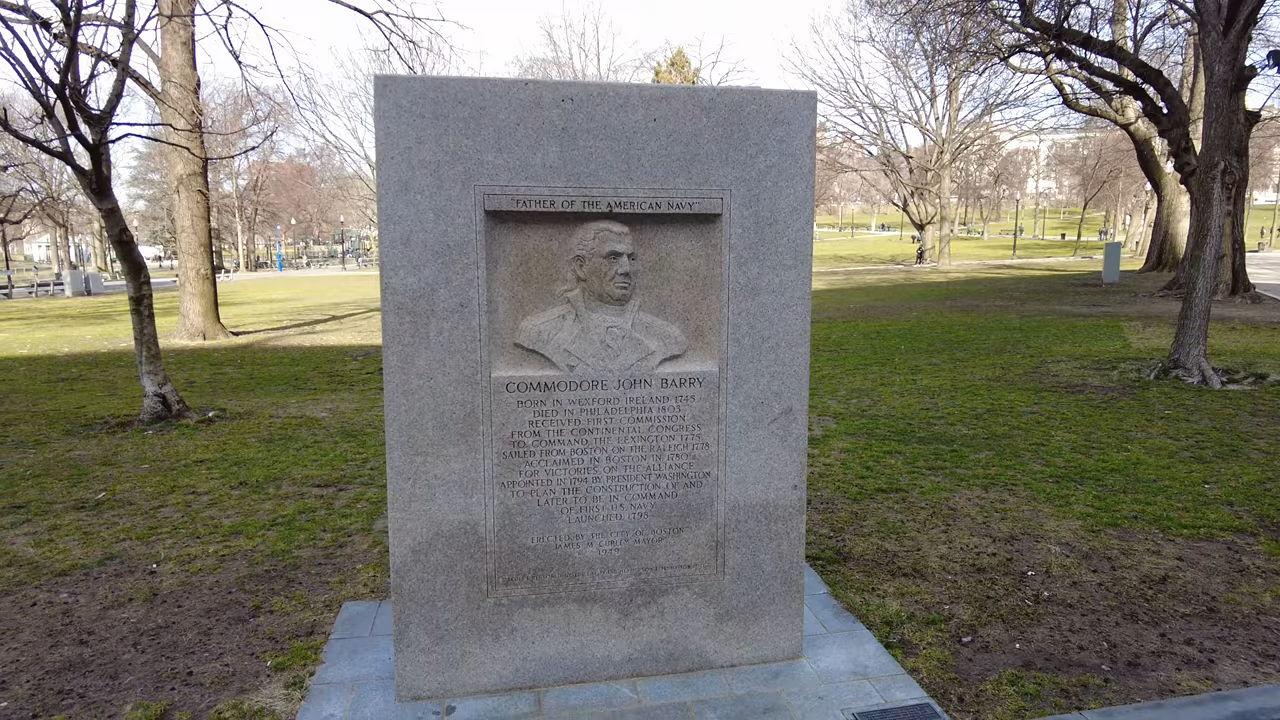 "FATHER OF THE AMERICAN NAVY"
COMMODORE JOHN BARRY
BORN IN WEXFORD IRELAND 1745
DIED IN PHILADELPHIA 1803
RECEIVED FIRST COMMISSION
FROM THE CONTINENTAL CONGRESS
TO COMMAND THE LEXINGTON 1775
SAILED FROM BOSTON ON THE RALEIGH 1778
ACCLAIMED IN BOSTON IN 1780
FOR VICTORIES ON THE ALLIANCE
APPOINTED IN 1794 BY PRESIDENT WASHINGTON
TO PLAN THE CONSTRUCTION OF AND
LATER TO BE IN COMMAND
OF FIRST U.S. NAVY
LAUNCHED 1798
ERECTED BY THE CITY OF BOSTON
JAMES M CURLEY MAYOR
1949